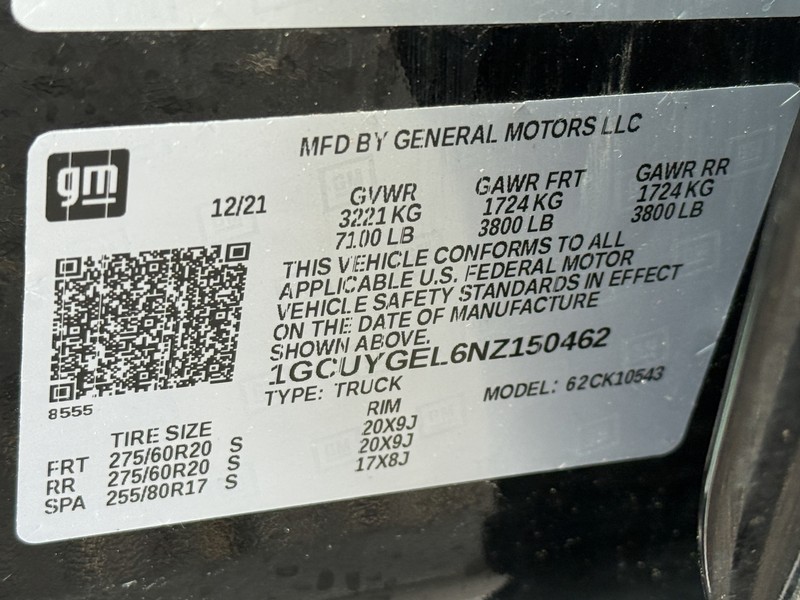 gm
MFD BY GENERAL MOTORS LLC
12/21
GVWR
3221 KG
7100 LB
GAWR FRT
1724 KG
3800 LB
GAWR RR
1724 KG
3800 LB
THIS VEHICLE CONFORMS TO ALL
APPLICABLE U.S. FEDERAL MOTOR
VEHICLE SAFETY STANDARDS IN EFFECT
ON THE DATE OF MANUFACTURE
SHOWN ABOVE.
1GCUYGEL6NZ150462
TYPE: TRUCK
MODEL: 62CK10543
8555
TIRE SIZE RIM
FRT 275/60R20 S 20X9J
RR 275/60R20 S 20X9J
SPA 255/80R17 S 17X8J